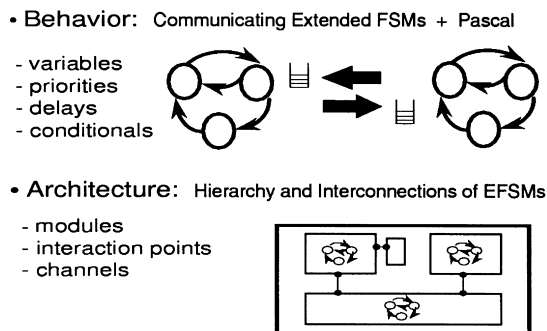 • Behavior: Communicating Extended FSMs + Pascal
- variables
- priorities
- delays
- conditionals
• Architecture: Hierarchy and Interconnections of EFSMs
- modules
- interaction points
- channels